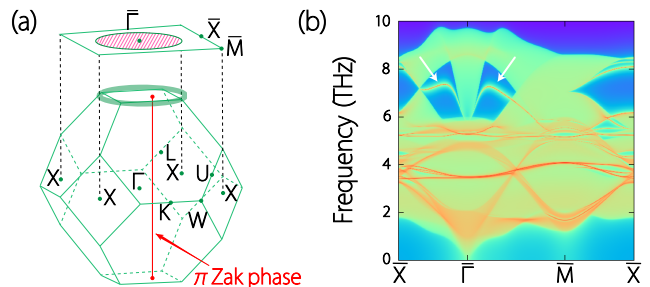 (a)
Γ̅
X̅
M̅
L
X
U
Γ
X
X
X
K
W
π Zak phase
(b)
Frequency (THz)
10
8
6
4
2
0
X̅
Γ̅
M̅
X̅